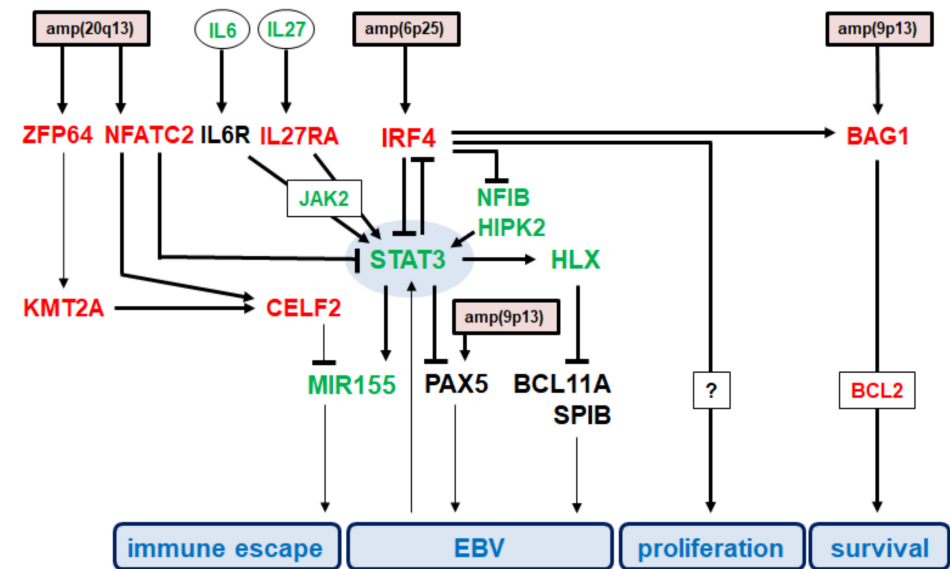 amp(20q13)
IL6
IL27
amp(6p25)
amp(9p13)
ZFP64
NFATC2
IL6R
IL27RA
IRF4
BAG1
JAK2
NFIB
HIPK2
STAT3
HLX
KMT2A
CELF2
amp(9p13)
MIR155
PAX5
BCL11A
SPIB
?
BCL2
immune escape
EBV
proliferation
survival